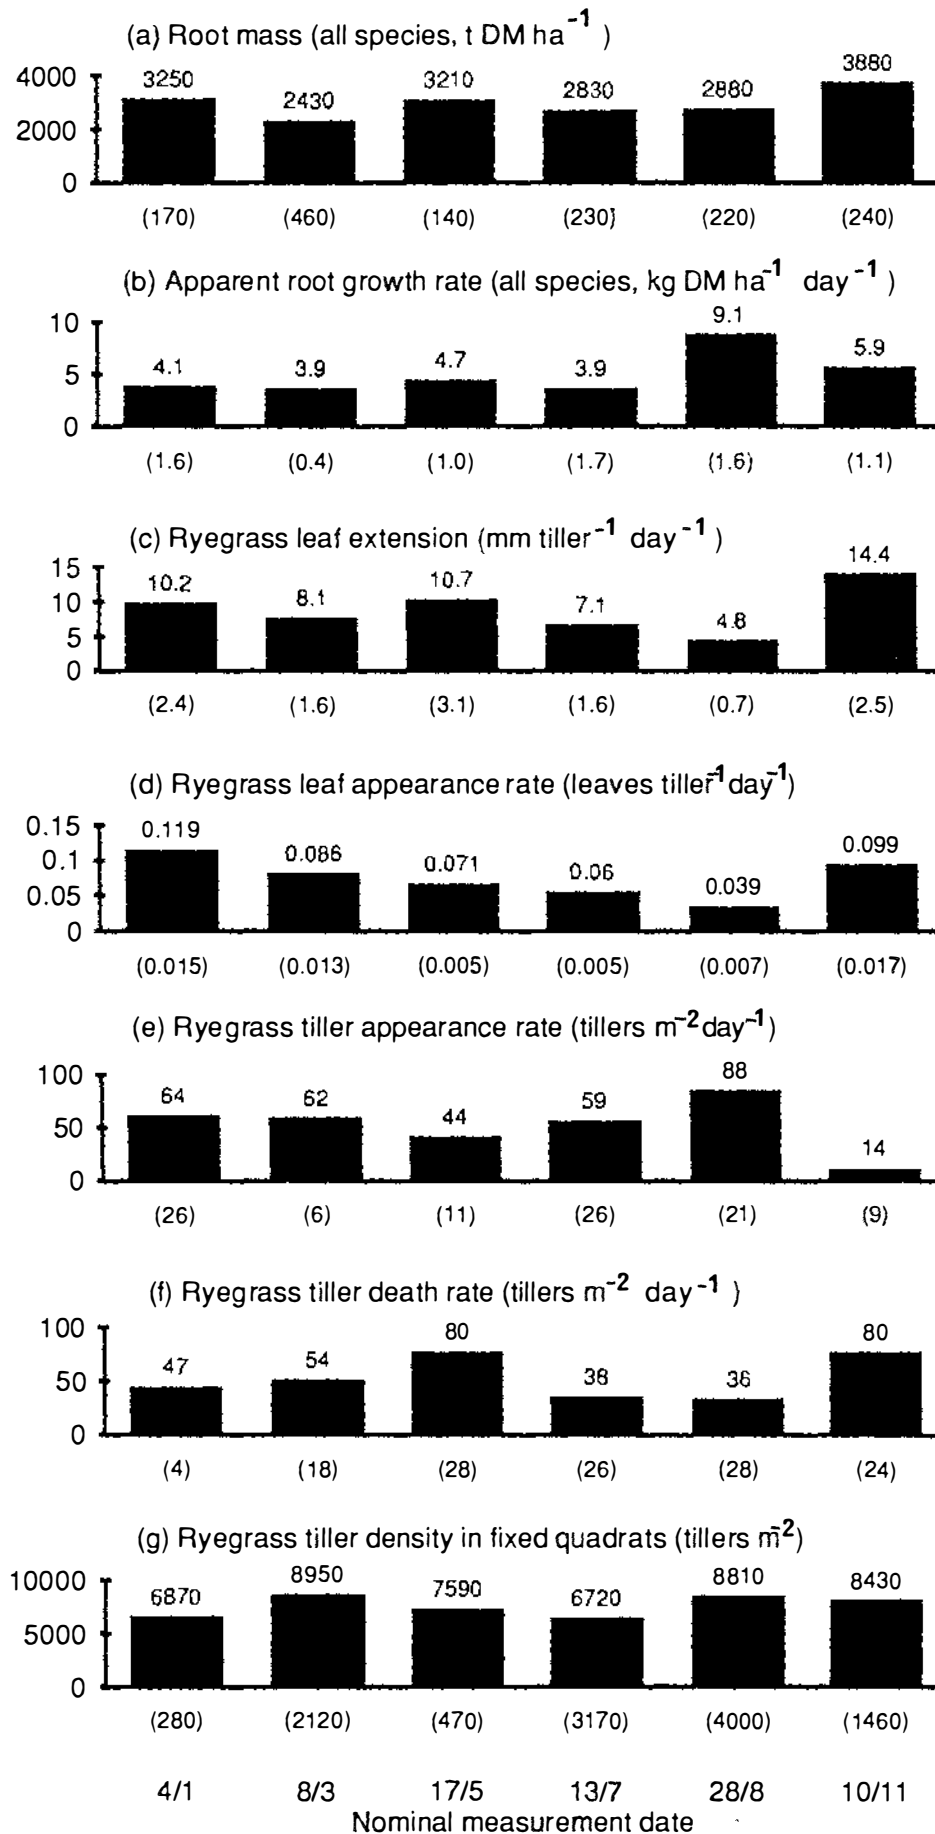 (a) Root mass (all species, t DM ha⁻¹ )
4000
2000
0
3250 2430 3210 2830 2880 3880
(170) (460) (140) (230) (220) (240)
(b) Apparent root growth rate (all species, kg DM ha⁻¹ day⁻¹ )
10
5
0
4.1 3.9 4.7 3.9 9.1 5.9
(1.6) (0.4) (1.0) (1.7) (1.6) (1.1)
(c) Ryegrass leaf extension (mm tiller⁻¹ day⁻¹ )
15
10
5
0
10.2 8.1 10.7 7.1 4.8 14.4
(2.4) (1.6) (3.1) (1.6) (0.7) (2.5)
(d) Ryegrass leaf appearance rate (leaves tiller⁻¹day⁻¹)
0.15
0.1
0.05
0
0.119 0.086 0.071 0.06 0.039 0.099
(0.015) (0.013) (0.005) (0.005) (0.007) (0.017)
(e) Ryegrass tiller appearance rate (tillers m⁻²day⁻¹)
100
50
0
64 62 44 59 88 14
(26) (6) (11) (26) (21) (9)
(f) Ryegrass tiller death rate (tillers m⁻² day⁻¹ )
100
50
0
47 54 80 38 36 80
(4) (18) (28) (26) (28) (24)
(g) Ryegrass tiller density in fixed quadrats (tillers m⁻²)
10000
5000
0
6870 8950 7590 6720 8810 8430
(280) (2120) (470) (3170) (4000) (1460)
4/1 8/3 17/5 13/7 28/8 10/11
Nominal measurement date